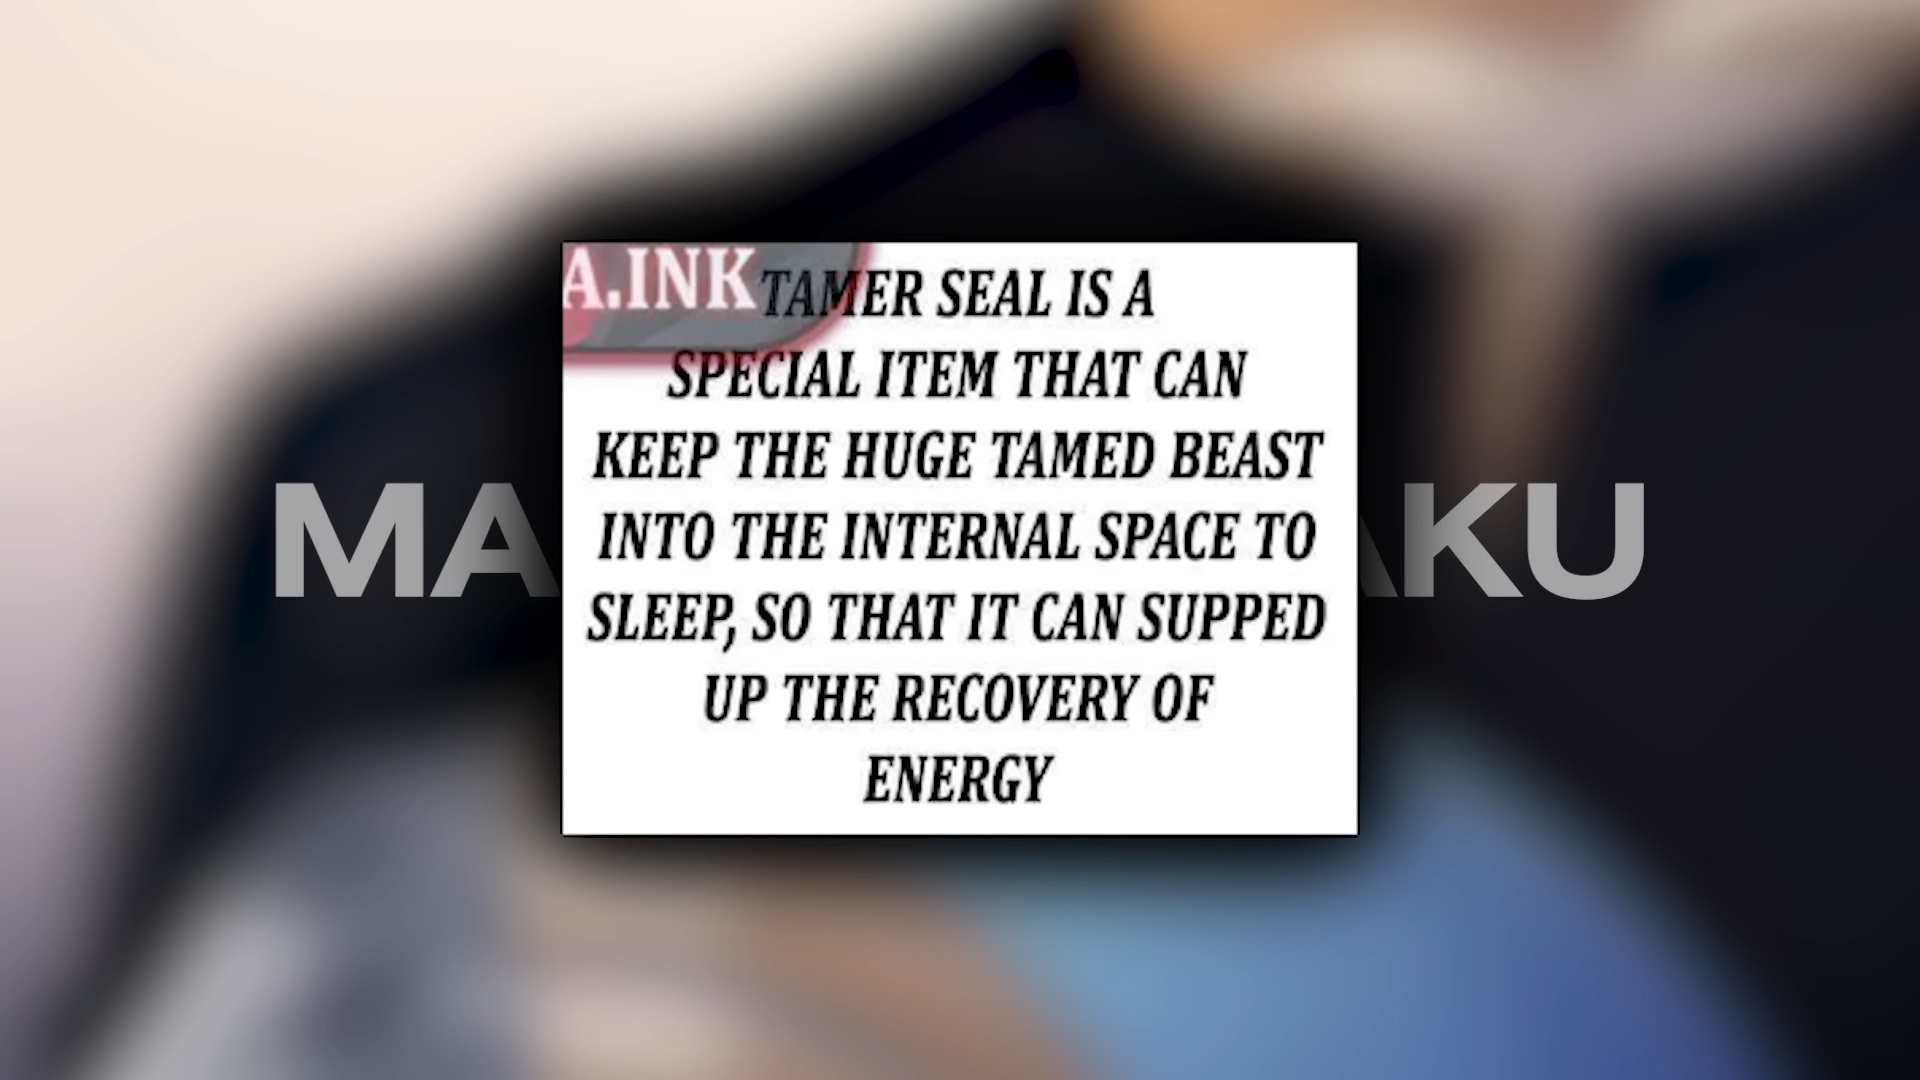 A.INK
TAMER SEAL IS A
SPECIAL ITEM THAT CAN
KEEP THE HUGE TAMED BEAST
INTO THE INTERNAL SPACE TO
SLEEP, SO THAT IT CAN SUPPED
UP THE RECOVERY OF
ENERGY